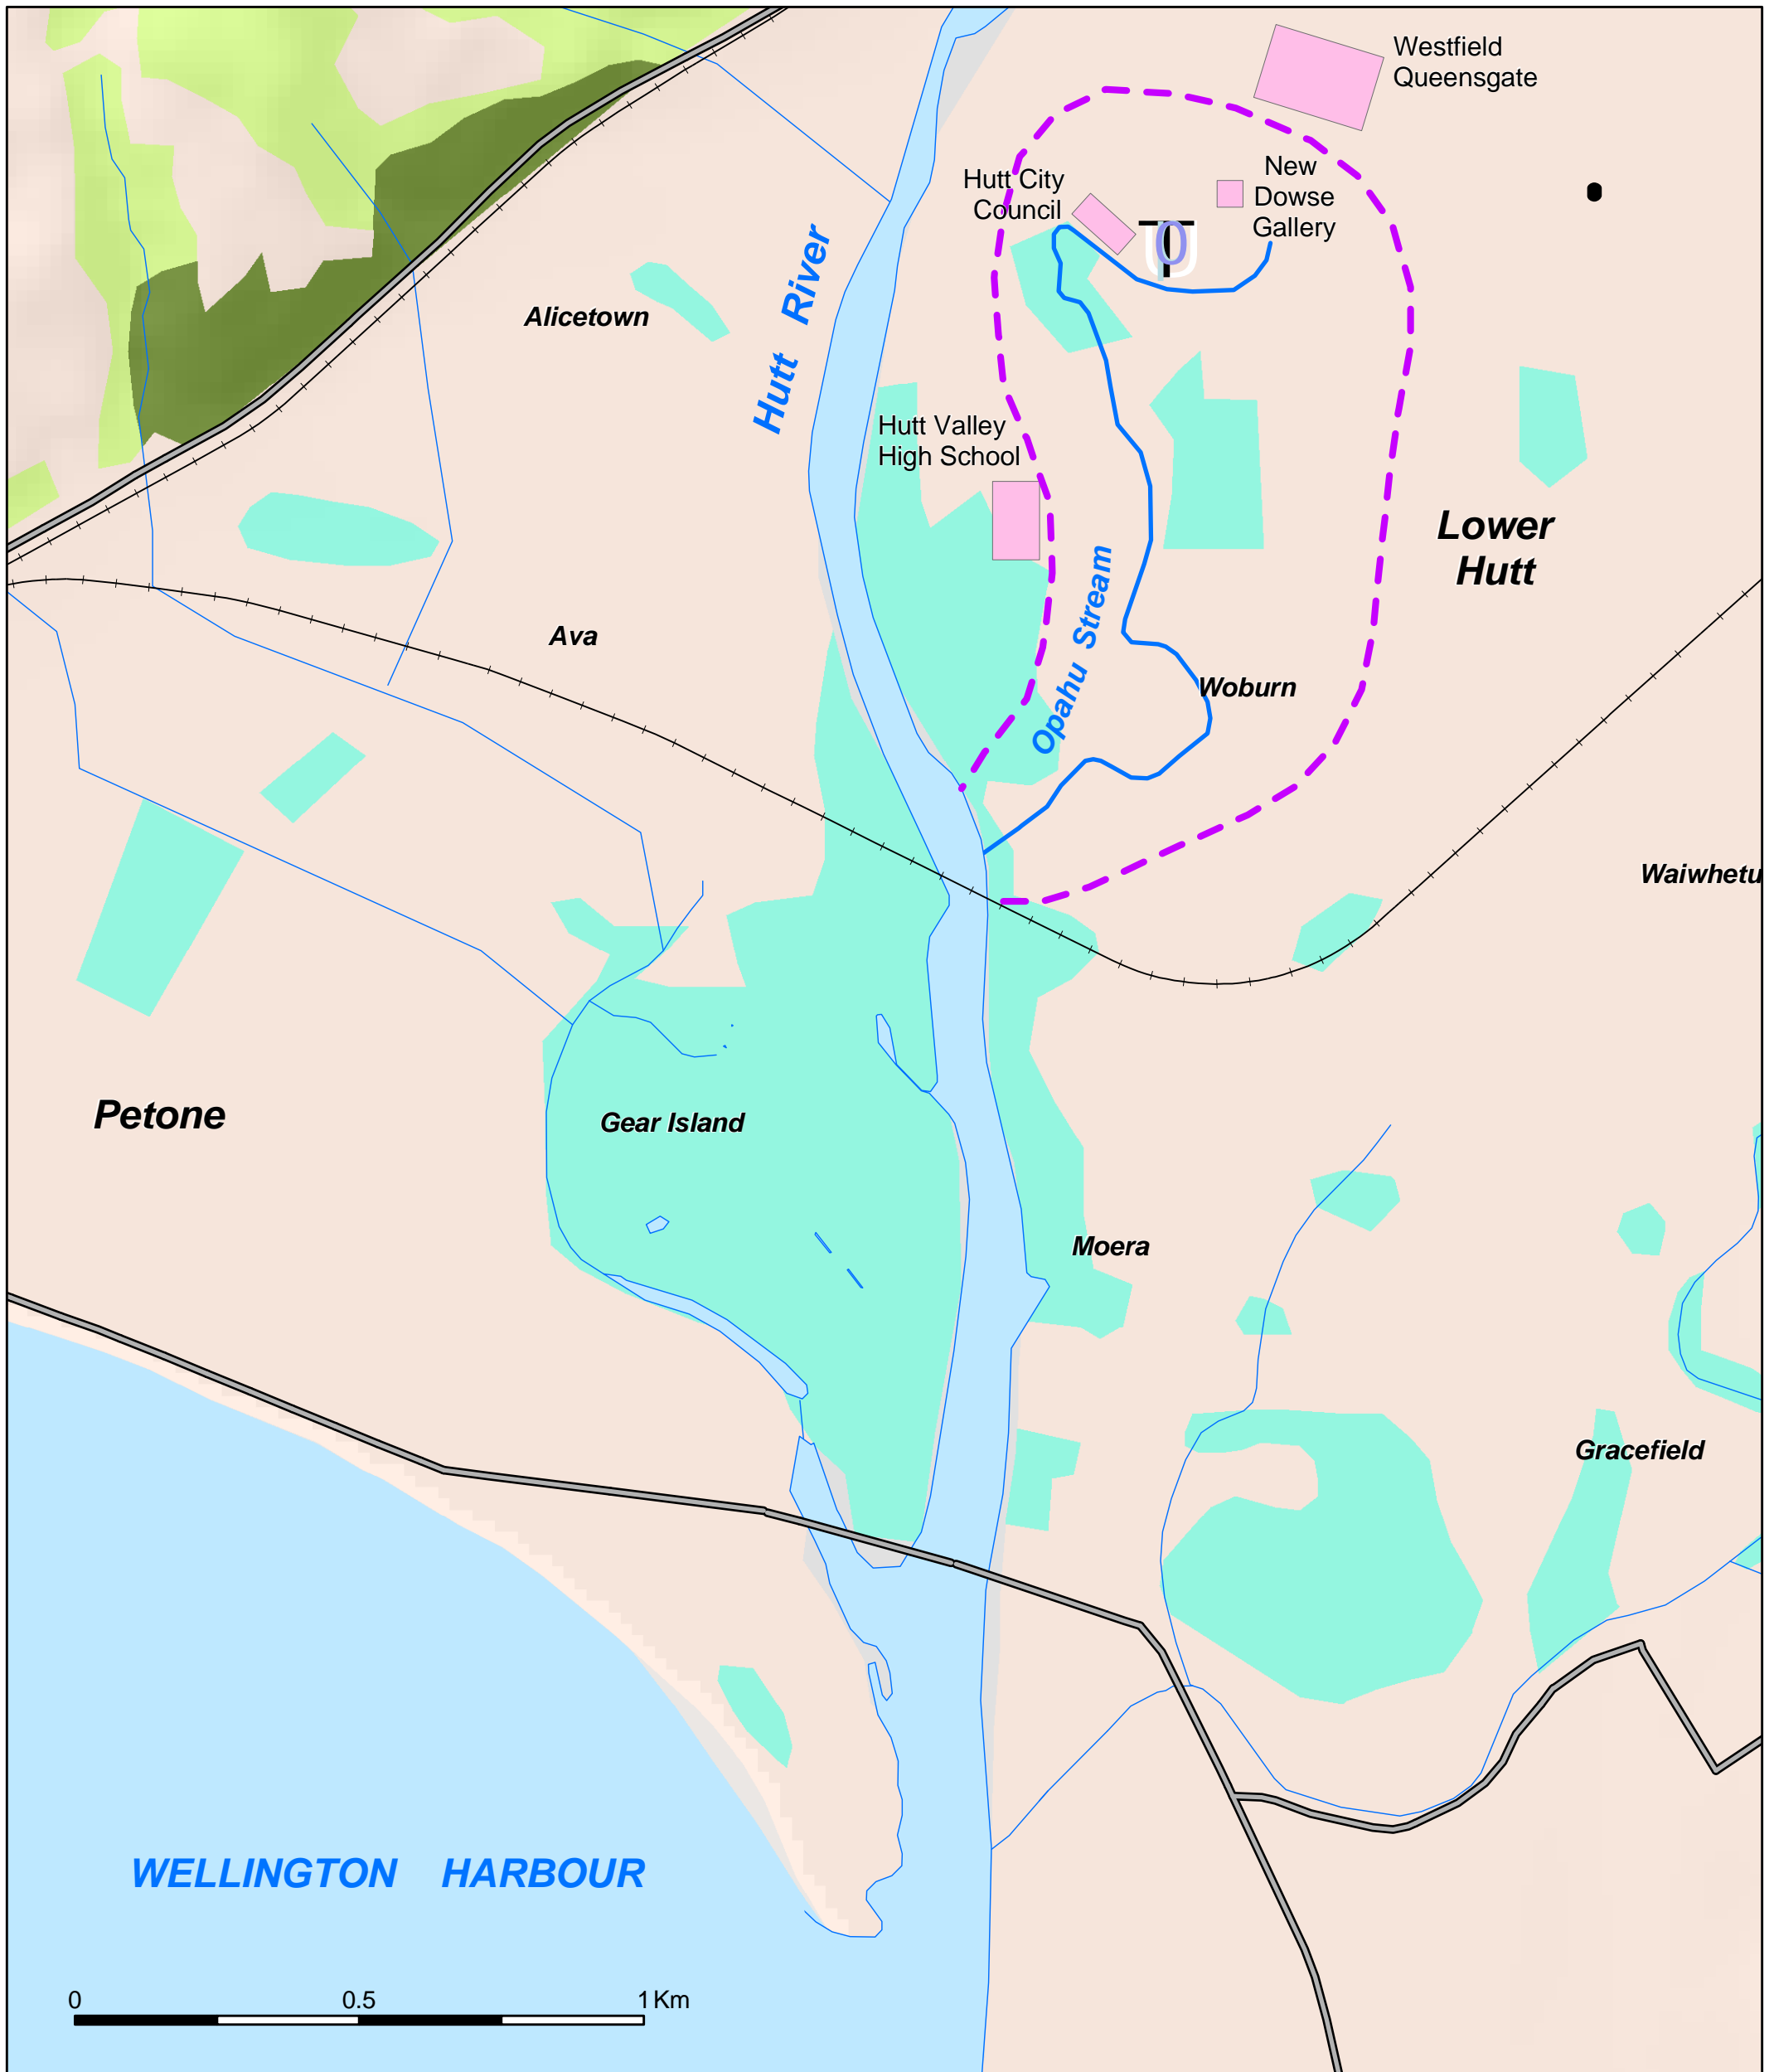 Westfield
Queensgate
New
Dowse
Gallery
Hutt City
Council
Hutt River
Alicetown
Hutt Valley
High School
Lower
Hutt
Opahu Stream
Ava
Woburn
Waiwhetu
Petone
Gear Island
Moera
Gracefield
WELLINGTON HARBOUR
0 0.5 1 Km